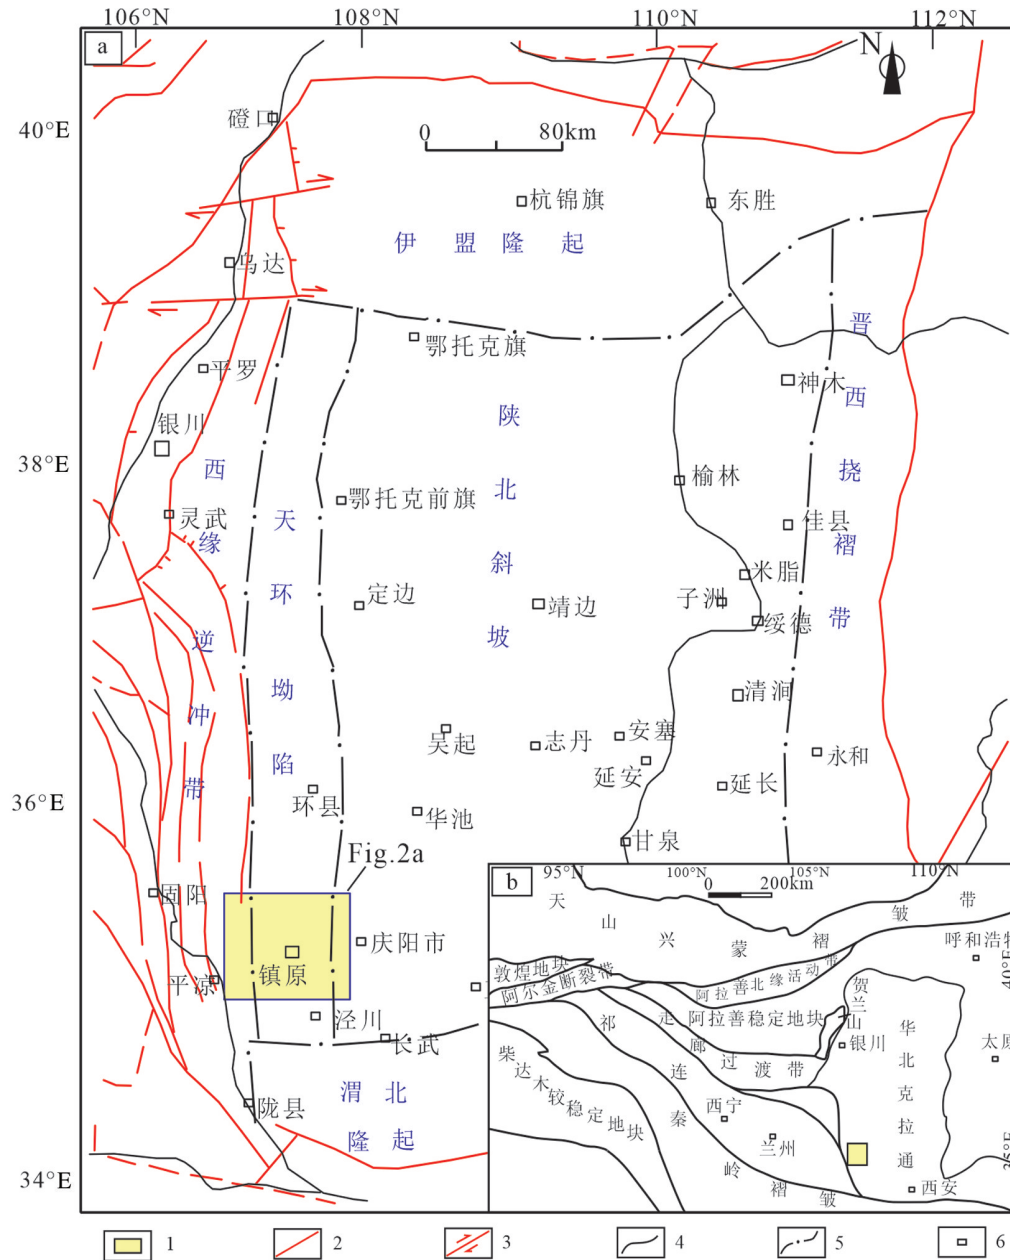 106°N
108°N
110°N
112°N
a
N
40°E
磴口
0
80km
杭锦旗
东胜
伊盟隆起
乌达
晋西挠褶带
鄂托克旗
平罗
神木
陕北斜坡
银川
38°E
西缘逆冲带
榆林
鄂托克前旗
灵武
天环坳陷
佳县
米脂
定边
靖边
子洲
绥德
清涧
吴起
志丹
安塞
永和
延安
环县
延长
36°E
华池
甘泉
Fig.2a
固阳
庆阳市
镇原
平凉
泾川
长武
渭北
隆起
陇县
34°E
b
95°N
100°N
105°N
110°N
0
200km
天山兴蒙褶皱带
呼和浩特
敦煌地块
阿尔金断裂带
阿拉善北缘活动带
40°E
贺兰山
祁连秦岭褶皱
走廊过渡带
阿拉善稳定地块
银川
华北克拉通
太原
柴达木较稳定地块
西宁
兰州
35°E
西安
1
2
3
4
5
6